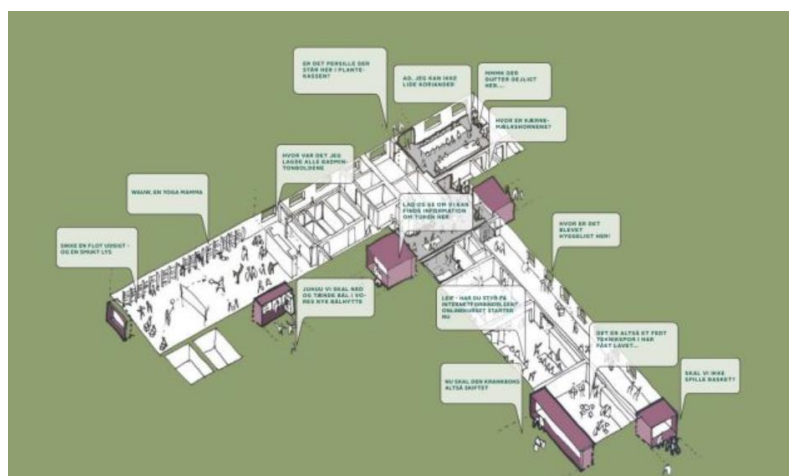 ER DET PERSILLE DER
STÅR HER I PLANTE-
KASSEN?
AD, JEG KAN IKKE
LIDE KORIANDER
MMMM DER
DUFTER DEJLIGT
HER....
HVOR ER KÆRNE-
MÆLKSHORNENE?
HVOR VAR DET JEG
LAGDE ALLE BADMIN-
TONBOLDENE
WAUW, EN YOGA MAMMA
LAD OS SE OM VI KAN
FINDE INFORMATION
OM TUREN HER
HVOR ER DET
BLEVET
HYGGELIGT HER!
SIKKE EN FLOT UDSIGT -
OG EN SMUKT LYS
JUHUU VI SKAL NED
OG TÆNDE BÅL I VO-
RES NYE BÅLHYTTE
LEIF - HAR DU STYR PÅ
INTERNETFORBINDELSEN?
ONLINEKURSET STARTER
NU
DET ER ALTSÅ ET FEDT
TEKNIKSPOR I HAR
FÅET LAVET...
NU SKAL DEN KRANKBOKS
ALTSÅ SKIFTET
SKAL VI IKKE
SPILLE BASKET?